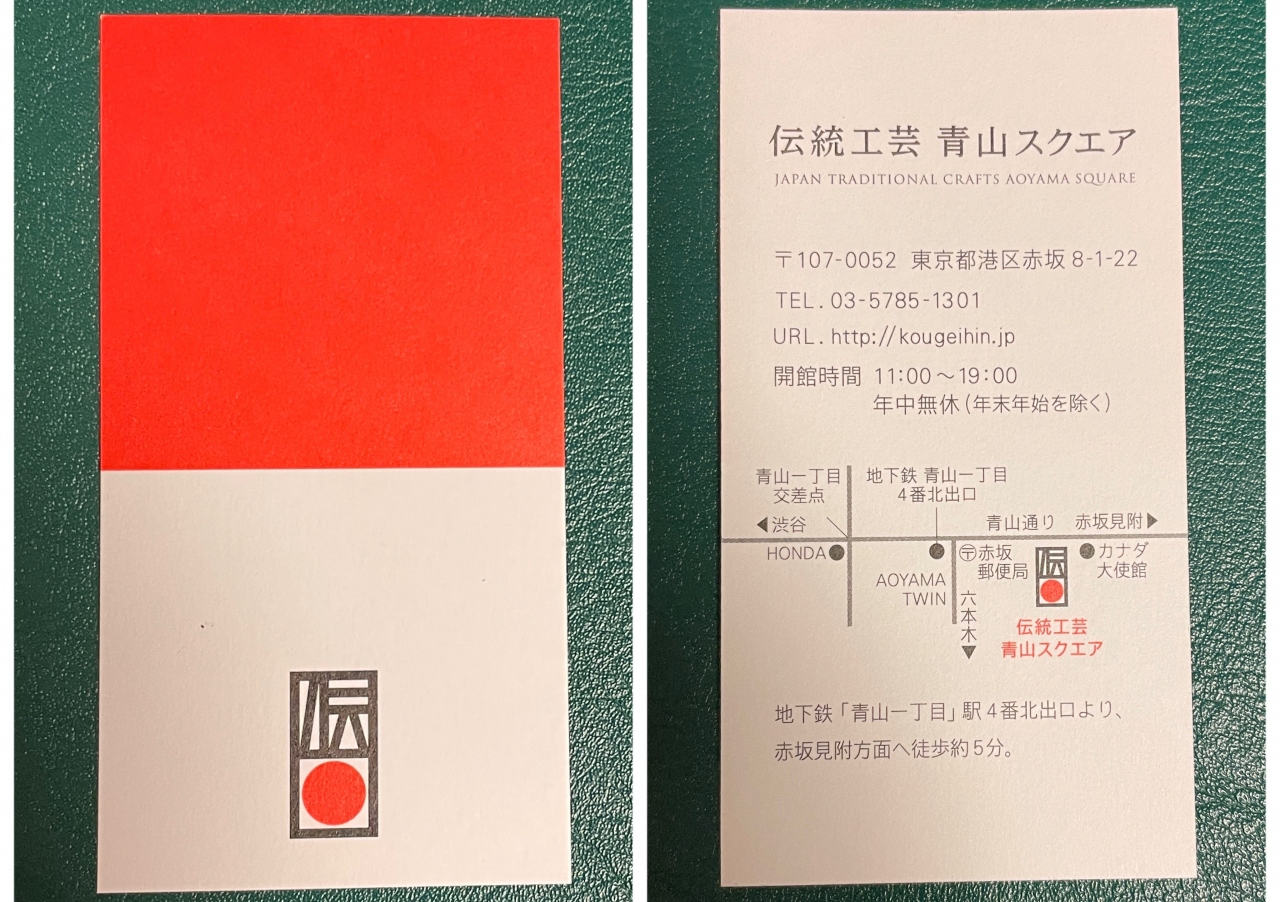 伝
伝統工芸 青山スクエア
JAPAN TRADITIONAL CRAFTS AOYAMA SQUARE
〒107-0052 東京都港区赤坂 8-1-22
TEL. 03-5785-1301
URL. http://kougeihin.jp
開館時間 11:00～19:00
年中無休(年末年始を除く)
青山一丁目
交差点
地下鉄 青山一丁目
4番北出口
◀渋谷
青山通り
赤坂見附▶
HONDA
AOYAMA
TWIN
〒赤坂
郵便局
六本木▼
伝
カナダ
大使館
伝統工芸
青山スクエア
地下鉄「青山一丁目」駅4番北出口より、
赤坂見附方面へ徒歩約5分。